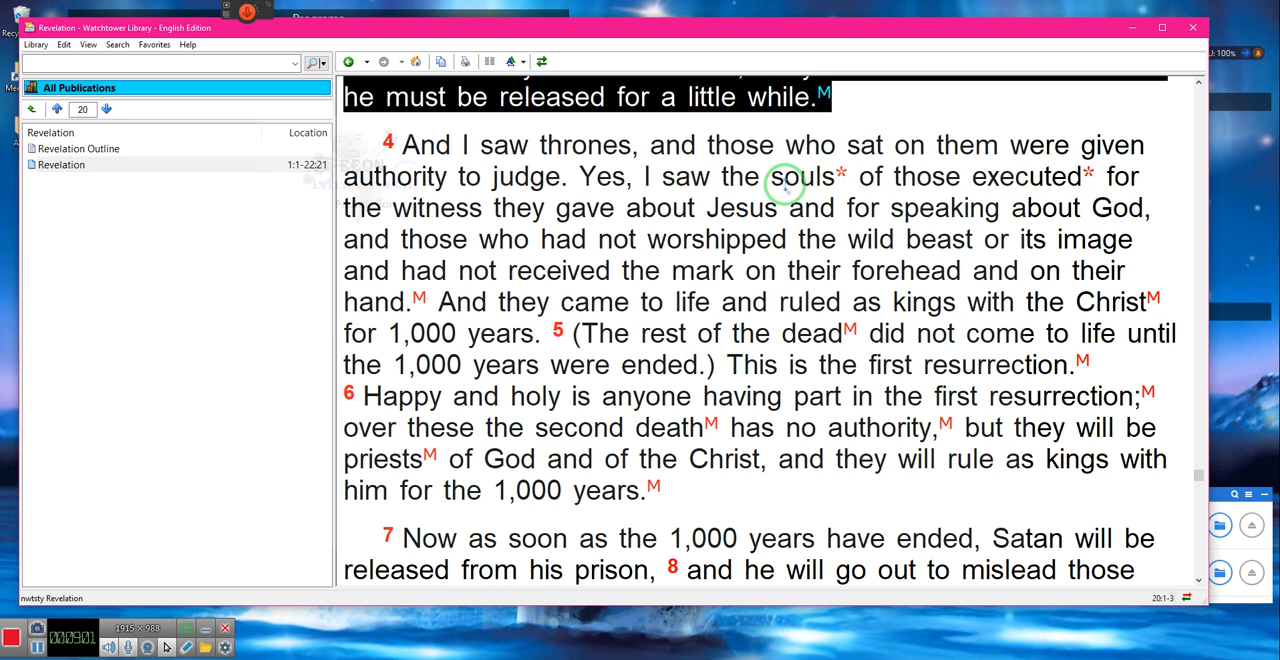 Revelation - Watchtower Library - English Edition
Library Edit View Search Favorites Help
All Publications
20
Revelation Location
Revelation Outline
Revelation 1:1-22:21
he must be released for a little while.M
4 And I saw thrones, and those who sat on them were given
authority to judge. Yes, I saw the souls* of those executed* for
the witness they gave about Jesus and for speaking about God,
and those who had not worshipped the wild beast or its image
and had not received the mark on their forehead and on their
hand.M And they came to life and ruled as kings with the ChristM
for 1,000 years. 5 (The rest of the deadM did not come to life until
the 1,000 years were ended.) This is the first resurrection.M
6 Happy and holy is anyone having part in the first resurrection;M
over these the second deathM has no authority,M but they will be
priestsM of God and of the Christ, and they will rule as kings with
him for the 1,000 years.M
7 Now as soon as the 1,000 years have ended, Satan will be
released from his prison, 8 and he will go out to mislead those
nwtsty Revelation
20:1-3
U: 100%
1915 × 988
000901